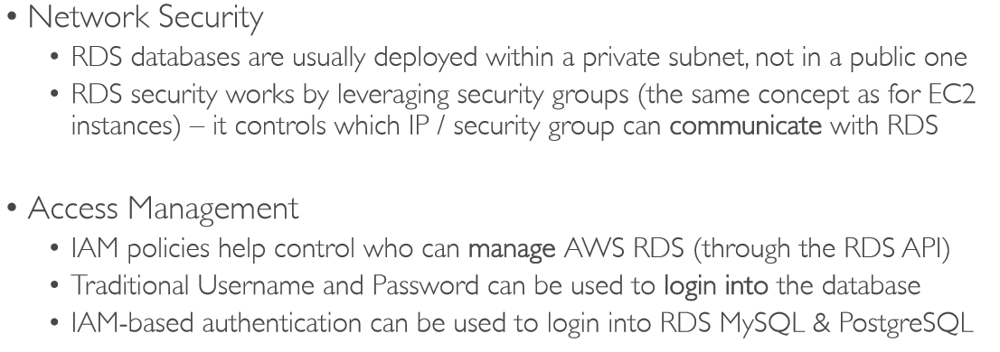 • Network Security
• RDS databases are usually deployed within a private subnet, not in a public one
• RDS security works by leveraging security groups (the same concept as for EC2
instances) – it controls which IP / security group can communicate with RDS
• Access Management
• IAM policies help control who can manage AWS RDS (through the RDS API)
• Traditional Username and Password can be used to login into the database
• IAM-based authentication can be used to login into RDS MySQL & PostgreSQL